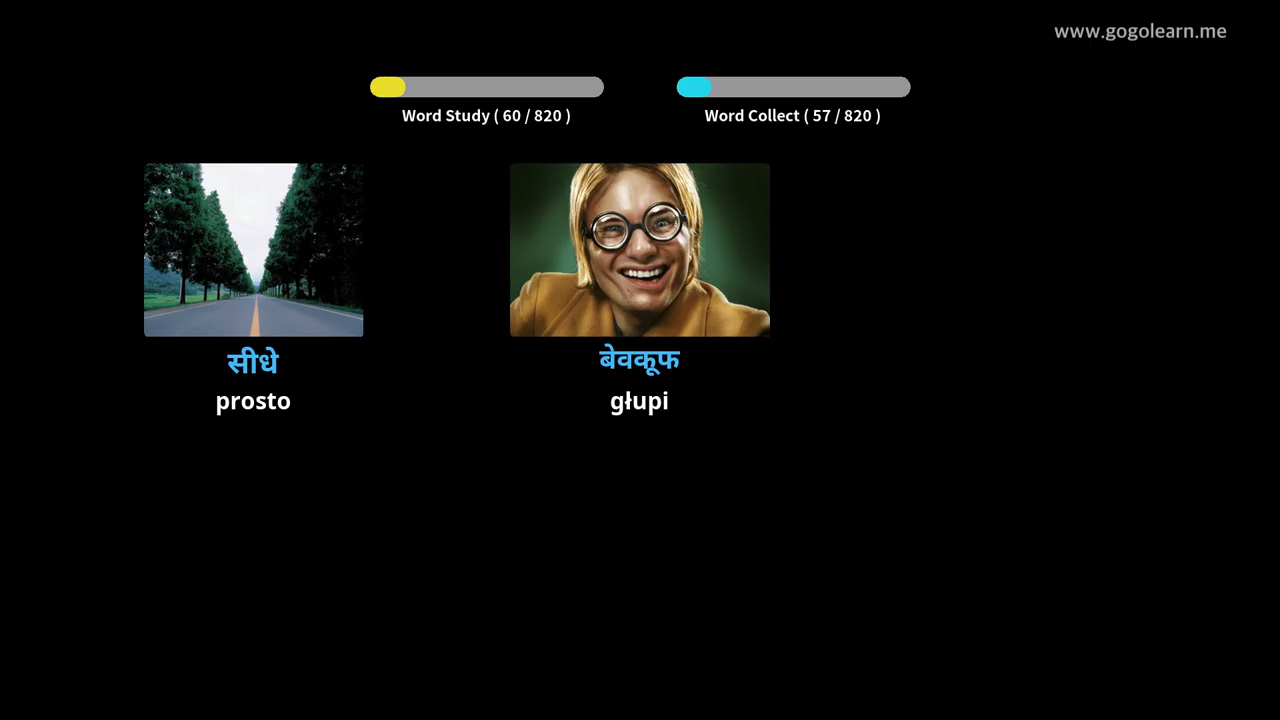 www.gogolearn.me
Word Study ( 60 / 820 )
Word Collect ( 57 / 820 )
सीधे
prosto
बेवकूफ
głupi